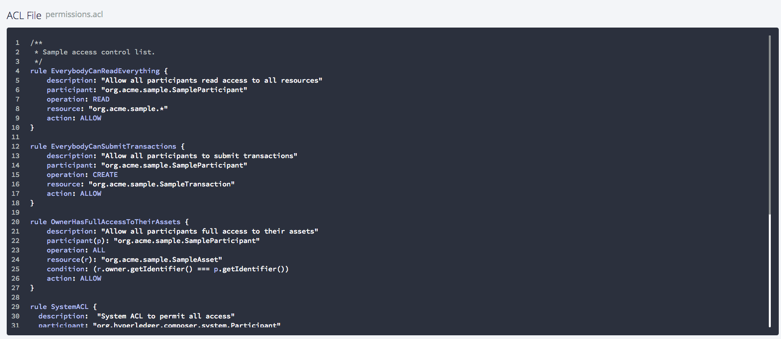 ACL File permissions.acl
1 /**
2  * Sample access control list.
3  */
4 rule EverybodyCanReadEverything {
5     description: "Allow all participants read access to all resources"
6     participant: "org.acme.sample.SampleParticipant"
7     operation: READ
8     resource: "org.acme.sample.*"
9     action: ALLOW
10 }
11
12 rule EverybodyCanSubmitTransactions {
13     description: "Allow all participants to submit transactions"
14     participant: "org.acme.sample.SampleParticipant"
15     operation: CREATE
16     resource: "org.acme.sample.SampleTransaction"
17     action: ALLOW
18 }
19
20 rule OwnerHasFullAccessToTheirAssets {
21     description: "Allow all participants full access to their assets"
22     participant(p): "org.acme.sample.SampleParticipant"
23     operation: ALL
24     resource(r): "org.acme.sample.SampleAsset"
25     condition: (r.owner.getIdentifier() === p.getIdentifier())
26     action: ALLOW
27 }
28
29 rule SystemACL {
30   description:  "System ACL to permit all access"
31   participant: "org.hyperledger.composer.system.Participant"